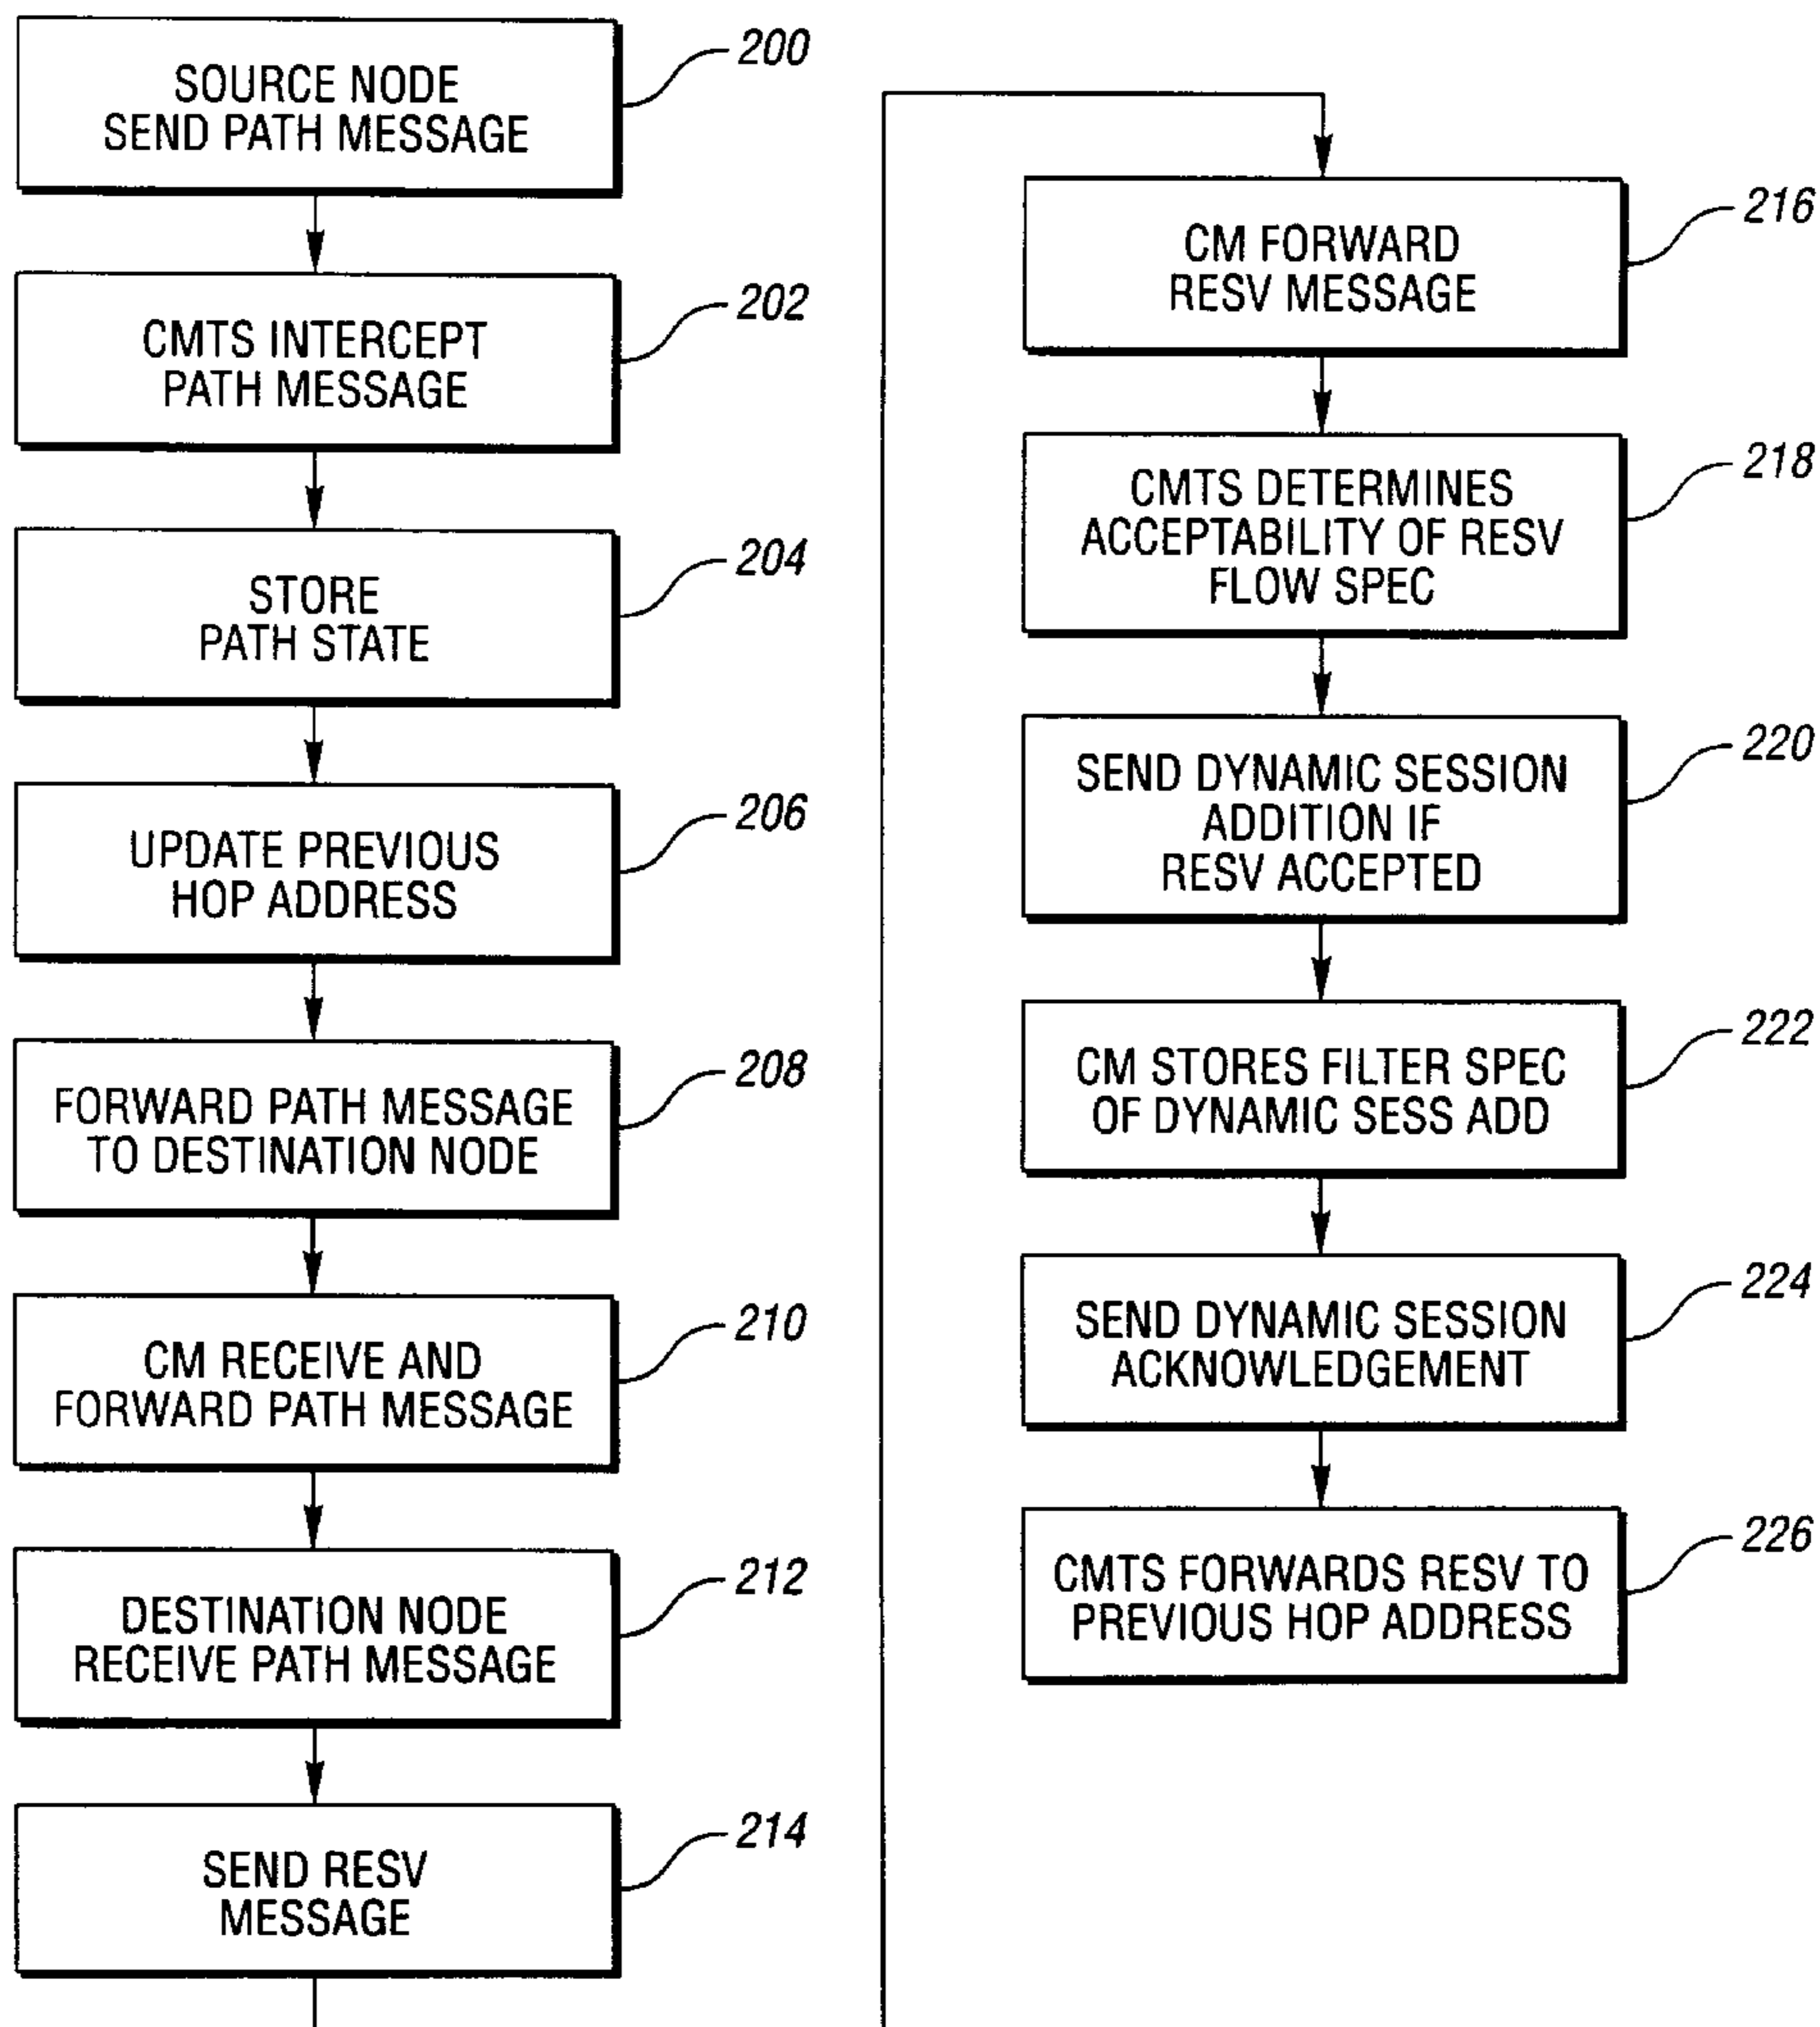 SOURCE NODE
SEND PATH MESSAGE
200
CMTS INTERCEPT
PATH MESSAGE
202
STORE
PATH STATE
204
UPDATE PREVIOUS
HOP ADDRESS
206
FORWARD PATH MESSAGE
TO DESTINATION NODE
208
CM RECEIVE AND
FORWARD PATH MESSAGE
210
DESTINATION NODE
RECEIVE PATH MESSAGE
212
SEND RESV
MESSAGE
214
CM FORWARD
RESV MESSAGE
216
CMTS DETERMINES
ACCEPTABILITY OF RESV
FLOW SPEC
218
SEND DYNAMIC SESSION
ADDITION IF
RESV ACCEPTED
220
CM STORES FILTER SPEC
OF DYNAMIC SESS ADD
222
SEND DYNAMIC SESSION
ACKNOWLEDGEMENT
224
CMTS FORWARDS RESV TO
PREVIOUS HOP ADDRESS
226